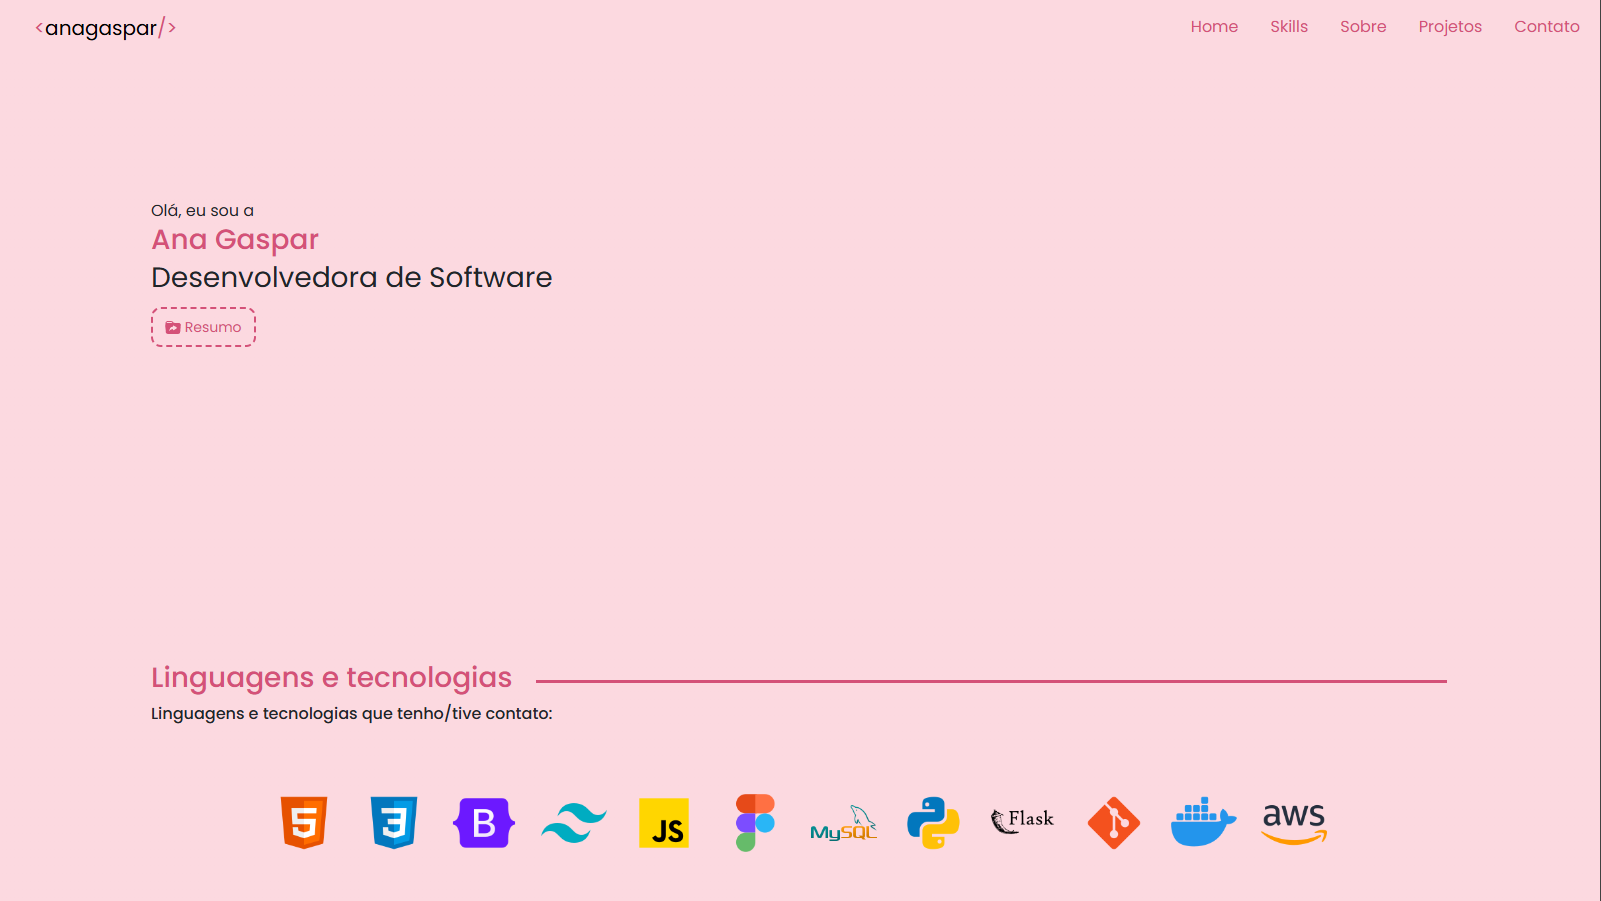 <anagaspar/>
Home Skills Sobre Projetos Contato
Olá, eu sou a
Ana Gaspar
Desenvolvedora de Software
Resumo
Linguagens e tecnologias
Linguagens e tecnologias que tenho/tive contato:
5 3 B JS MySQL Flask aws